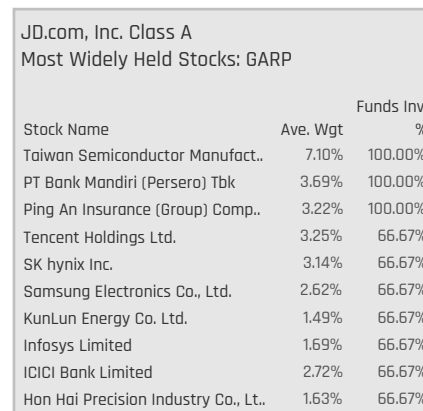 JD.com, Inc. Class A
Most Widely Held Stocks: GARP
Funds Inv
Stock Name Ave. Wgt %
Taiwan Semiconductor Manufact.. 7.10% 100.00%
PT Bank Mandiri (Persero) Tbk 3.69% 100.00%
Ping An Insurance (Group) Comp.. 3.22% 100.00%
Tencent Holdings Ltd. 3.25% 66.67%
SK hynix Inc. 3.14% 66.67%
Samsung Electronics Co., Ltd. 2.62% 66.67%
KunLun Energy Co. Ltd. 1.49% 66.67%
Infosys Limited 1.69% 66.67%
ICICI Bank Limited 2.72% 66.67%
Hon Hai Precision Industry Co., Lt.. 1.63% 66.67%